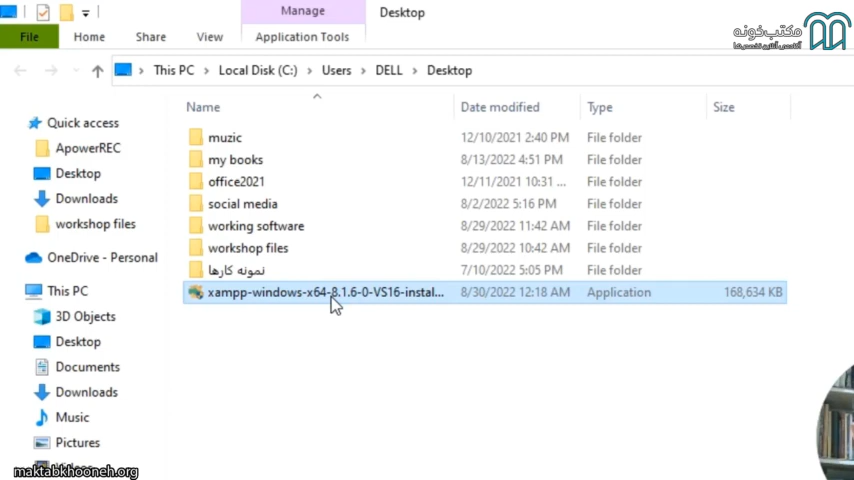 Manage
Desktop
مکتب‌خونه
آکادمی آنلاین تخصص‌ها
File
Home
Share
View
Application Tools
This PC > Local Disk (C:) > Users > DELL > Desktop
Name
Date modified
Type
Size
Quick access
ApowerREC
Desktop
Downloads
workshop files
OneDrive - Personal
This PC
3D Objects
Desktop
Documents
Downloads
Music
Pictures
muzic 12/10/2021 2:40 PM File folder
my books 8/13/2022 4:51 PM File folder
office2021 12/11/2021 10:31 ... File folder
social media 8/2/2022 5:16 PM File folder
working software 8/29/2022 11:42 AM File folder
workshop files 8/29/2022 10:42 AM File folder
نمونه کارها 7/10/2022 5:05 PM File folder
xampp-windows-x64-8.1.6-0-VS16-instal... 8/30/2022 12:18 AM Application 168,634 KB
maktabkhooneh.org